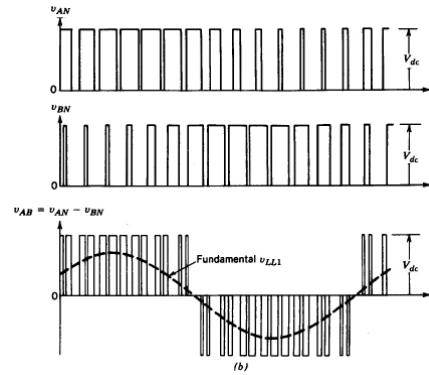 v_AN
V_dc
0
v_BN
V_dc
0
v_AB = v_AN − v_BN
Fundamental v_LL1
V_dc
0
(b)